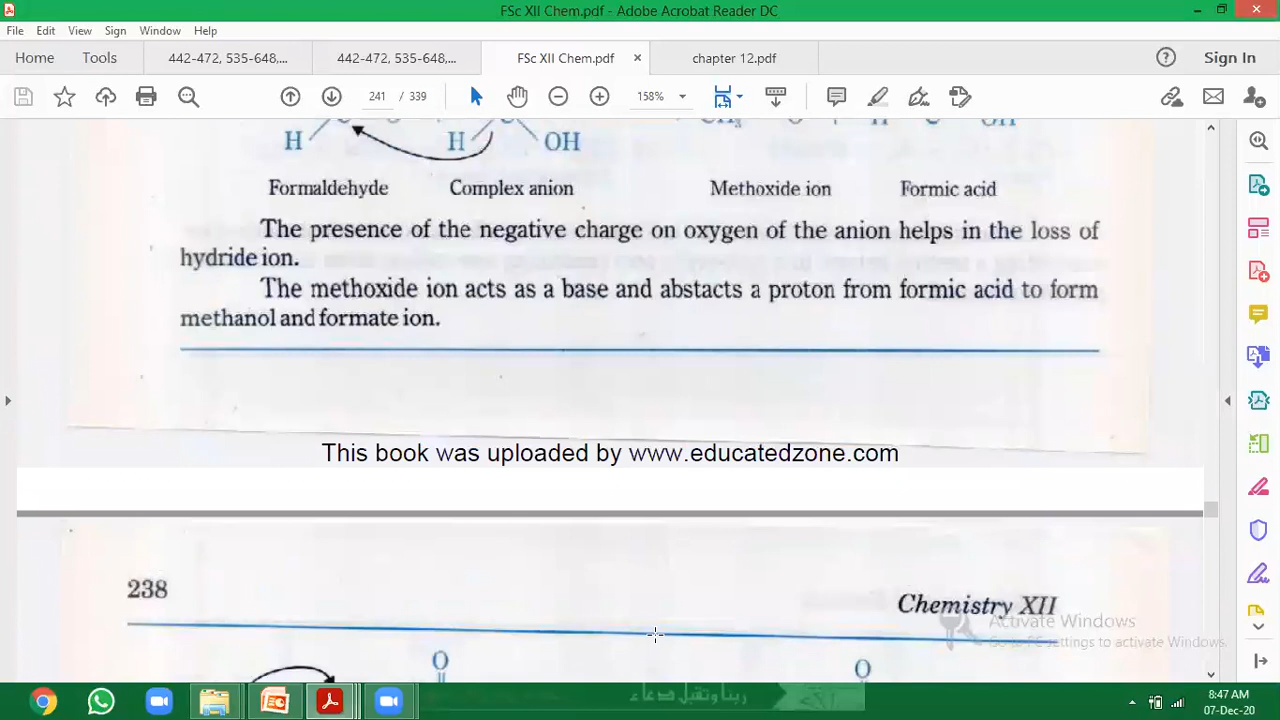 FSc XII Chem.pdf - Adobe Acrobat Reader DC
File Edit View Sign Window Help
Home Tools 442-472, 535-648,... 442-472, 535-648,... FSC XII Chem.pdf × chapter 12.pdf Sign In
241 / 339 158%
H H OH
Formaldehyde Complex anion Methoxide ion Formic acid
The presence of the negative charge on oxygen of the anion helps in the loss of
hydride ion.
The methoxide ion acts as a base and abstacts a proton from formic acid to form
methanol and formate ion.
This book was uploaded by www.educatedzone.com
238
Chemistry XII
Activate Windows
Go to PC settings to activate Windows.
O O
8:47 AM
07-Dec-20